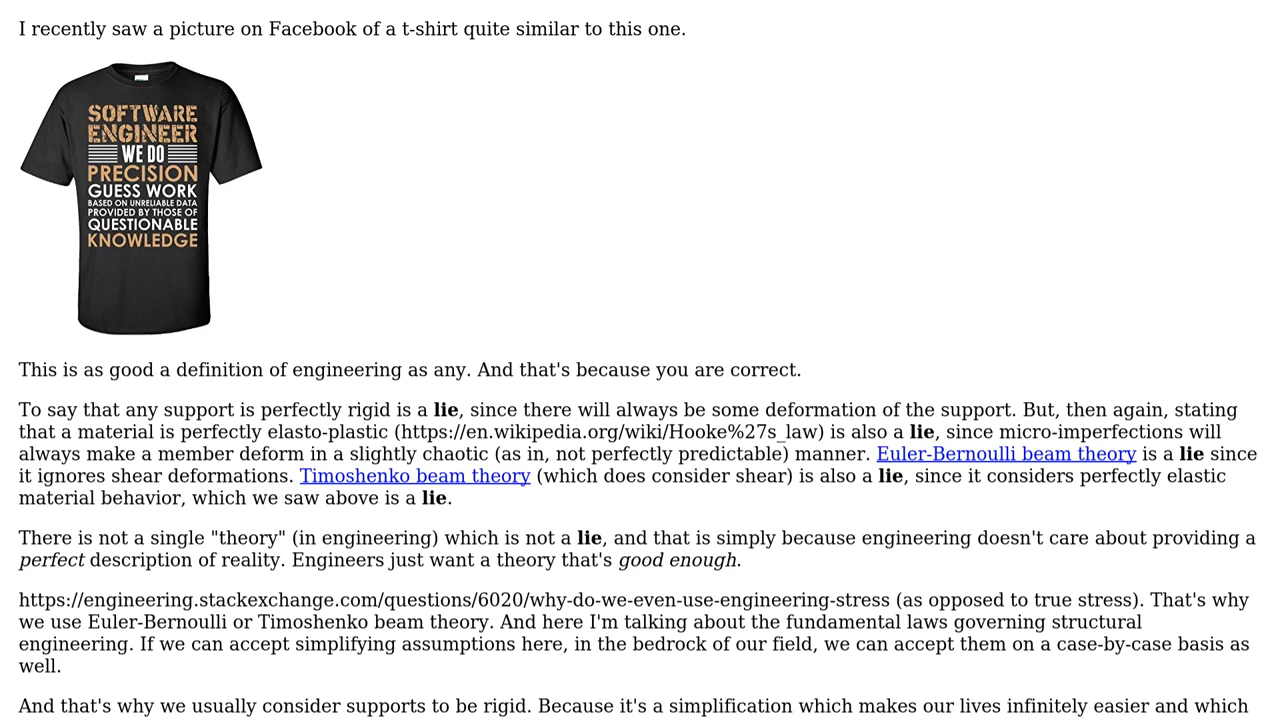 I recently saw a picture on Facebook of a t-shirt quite similar to this one.
SOFTWARE
ENGINEER
WE DO
PRECISION
GUESS WORK
BASED ON UNRELIABLE DATA
PROVIDED BY THOSE OF
QUESTIONABLE
KNOWLEDGE
This is as good a definition of engineering as any. And that's because you are correct.
To say that any support is perfectly rigid is a lie, since there will always be some deformation of the support. But, then again, stating
that a material is perfectly elasto-plastic (https://en.wikipedia.org/wiki/Hooke%27s_law) is also a lie, since micro-imperfections will
always make a member deform in a slightly chaotic (as in, not perfectly predictable) manner. Euler-Bernoulli beam theory is a lie since
it ignores shear deformations. Timoshenko beam theory (which does consider shear) is also a lie, since it considers perfectly elastic
material behavior, which we saw above is a lie.
There is not a single "theory" (in engineering) which is not a lie, and that is simply because engineering doesn't care about providing a
perfect description of reality. Engineers just want a theory that's good enough.
https://engineering.stackexchange.com/questions/6020/why-do-we-even-use-engineering-stress (as opposed to true stress). That's why
we use Euler-Bernoulli or Timoshenko beam theory. And here I'm talking about the fundamental laws governing structural
engineering. If we can accept simplifying assumptions here, in the bedrock of our field, we can accept them on a case-by-case basis as
well.
And that's why we usually consider supports to be rigid. Because it's a simplification which makes our lives infinitely easier and which